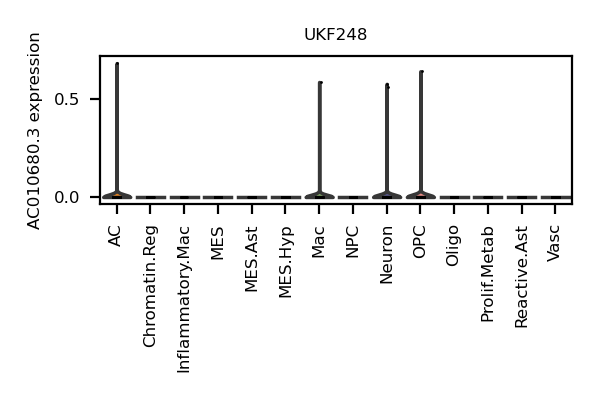 UKF248
AC010680.3 expression
0.5
0.0
AC
Chromatin.Reg
Inflammatory.Mac
MES
MES.Ast
MES.Hyp
Mac
NPC
Neuron
OPC
Oligo
Prolif.Metab
Reactive.Ast
Vasc